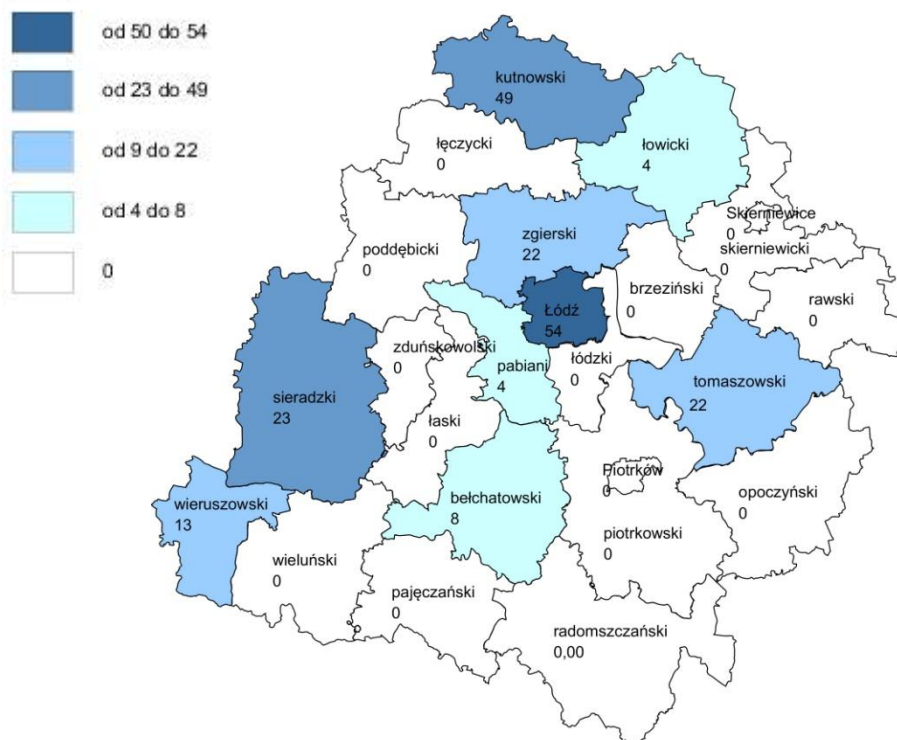 od 50 do 54
od 23 do 49
od 9 do 22
od 4 do 8
0
kutnowski
49
łęczycki
0
łowicki
4
Skierniewice
0
skierniewicki
0
zgierski
22
poddębicki
0
brzeziński
0
rawski
0
Łódź
54
zduńskowolski
0
pabiani
4
łódzki
0
tomaszowski
22
sieradzki
23
łaski
0
Piotrków
0
opoczyński
0
wieruszowski
13
bełchatowski
8
piotrkowski
0
wieluński
0
pajęczański
0
radomszczański
0,00